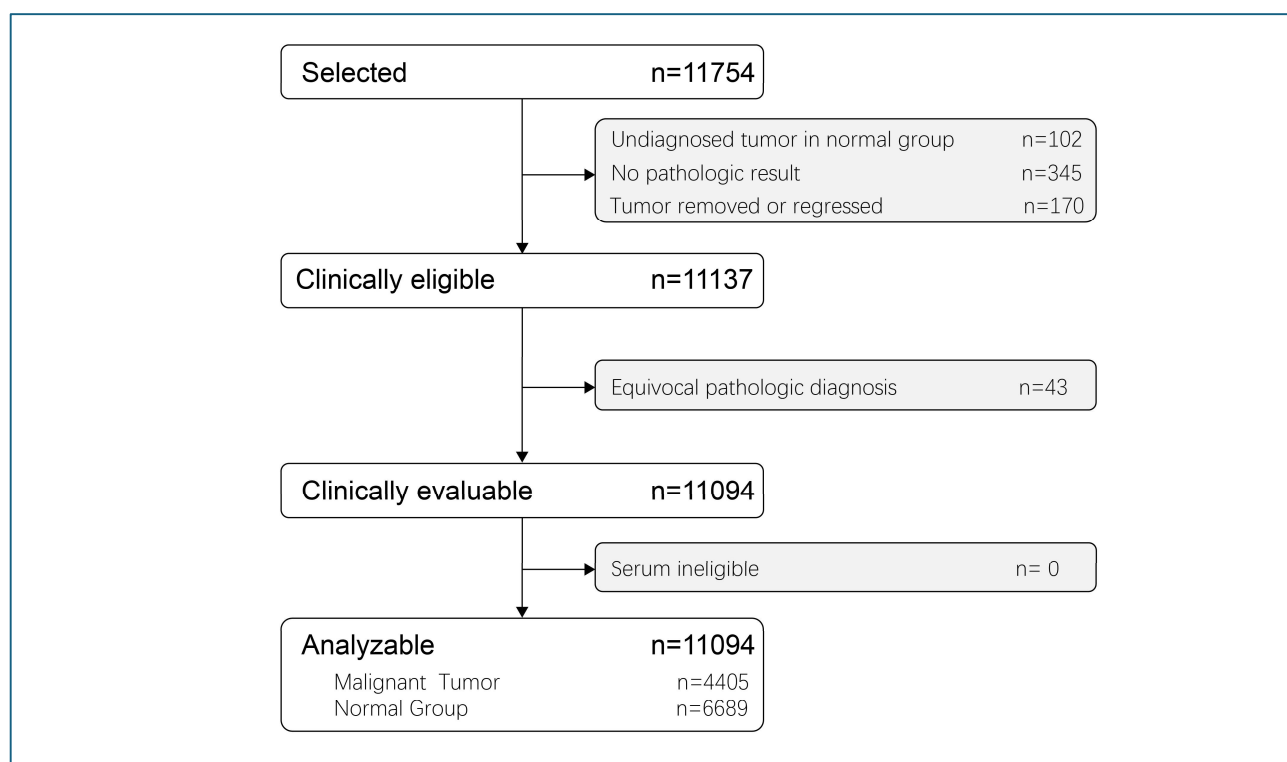 Selected n=11754
Undiagnosed tumor in normal group n=102
No pathologic result n=345
Tumor removed or regressed n=170
Clinically eligible n=11137
Equivocal pathologic diagnosis n=43
Clinically evaluable n=11094
Serum ineligible n= 0
Analyzable n=11094
Malignant Tumor n=4405
Normal Group n=6689